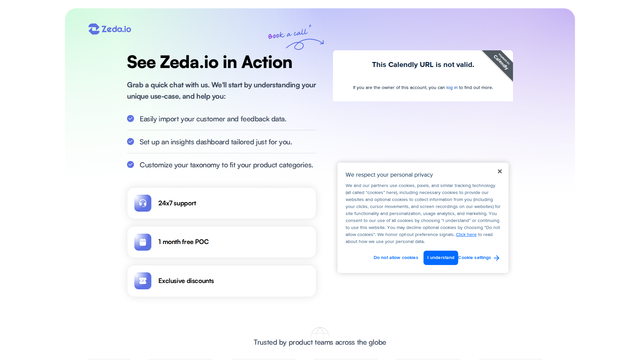 Zeda.io
Book a call
See Zeda.io in Action
Grab a quick chat with us. We'll start by understanding your
unique use-case, and help you:
Easily import your customer and feedback data.
Set up an insights dashboard tailored just for you.
Customize your taxonomy to fit your product categories.
24x7 support
1 month free POC
Exclusive discounts
This Calendly URL is not valid.
Calendly
If you are the owner of this account, you can log in to find out more.
We respect your personal privacy
We and our partners use cookies, pixels, and similar tracking technology
(all called "cookies" here), including necessary cookies to provide our
websites and optional cookies to collect information from you (including
your clicks, cursor movements, and screen recordings on our websites) for
site functionality and personalization, usage analytics, and marketing. You
consent to our use of all cookies by choosing "I understand" or continuing
to use this website. You may decline optional cookies by choosing "Do not
allow cookies". We honor opt-out preference signals. Click here to read
about how we use your personal data.
Do not allow cookies
I understand
Cookie settings
Trusted by product teams across the globe